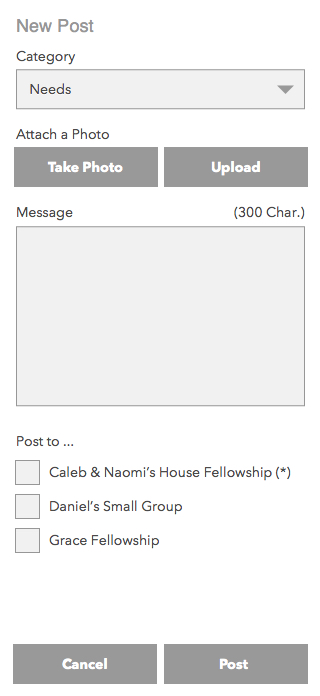 New Post
Category
Needs
Attach a Photo
Take Photo Upload
Message (300 Char.)
Post to ...
Caleb & Naomi’s House Fellowship (*)
Daniel’s Small Group
Grace Fellowship
Cancel Post